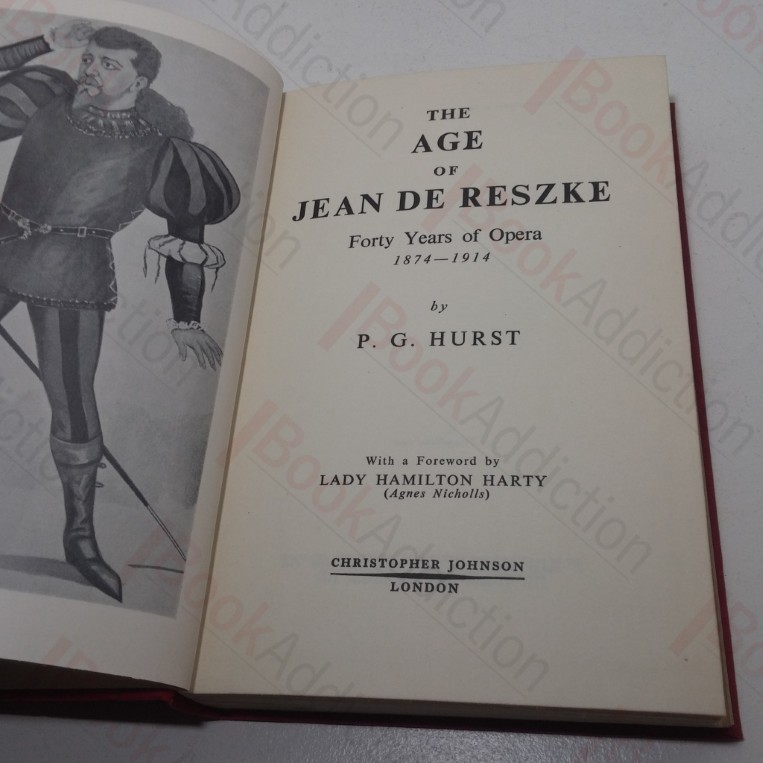 THE
AGE
OF
JEAN DE RESZKE
Forty Years of Opera
1874—1914
by
P. G. HURST
With a Foreword by
LADY HAMILTON HARTY
(Agnes Nicholls)
CHRISTOPHER JOHNSON
LONDON
BookAddiction